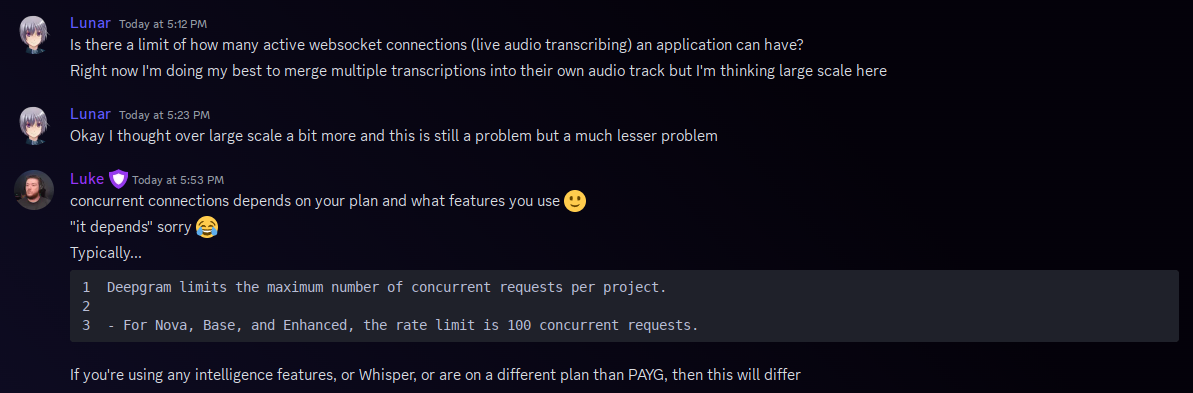 Lunar Today at 5:12 PM
Is there a limit of how many active websocket connections (live audio transcribing) an application can have?
Right now I'm doing my best to merge multiple transcriptions into their own audio track but I'm thinking large scale here
Lunar Today at 5:23 PM
Okay I thought over large scale a bit more and this is still a problem but a much lesser problem
Luke Today at 5:53 PM
concurrent connections depends on your plan and what features you use 🙂
"it depends" sorry 😂
Typically...
1 Deepgram limits the maximum number of concurrent requests per project.
2
3 - For Nova, Base, and Enhanced, the rate limit is 100 concurrent requests.
If you're using any intelligence features, or Whisper, or are on a different plan than PAYG, then this will differ